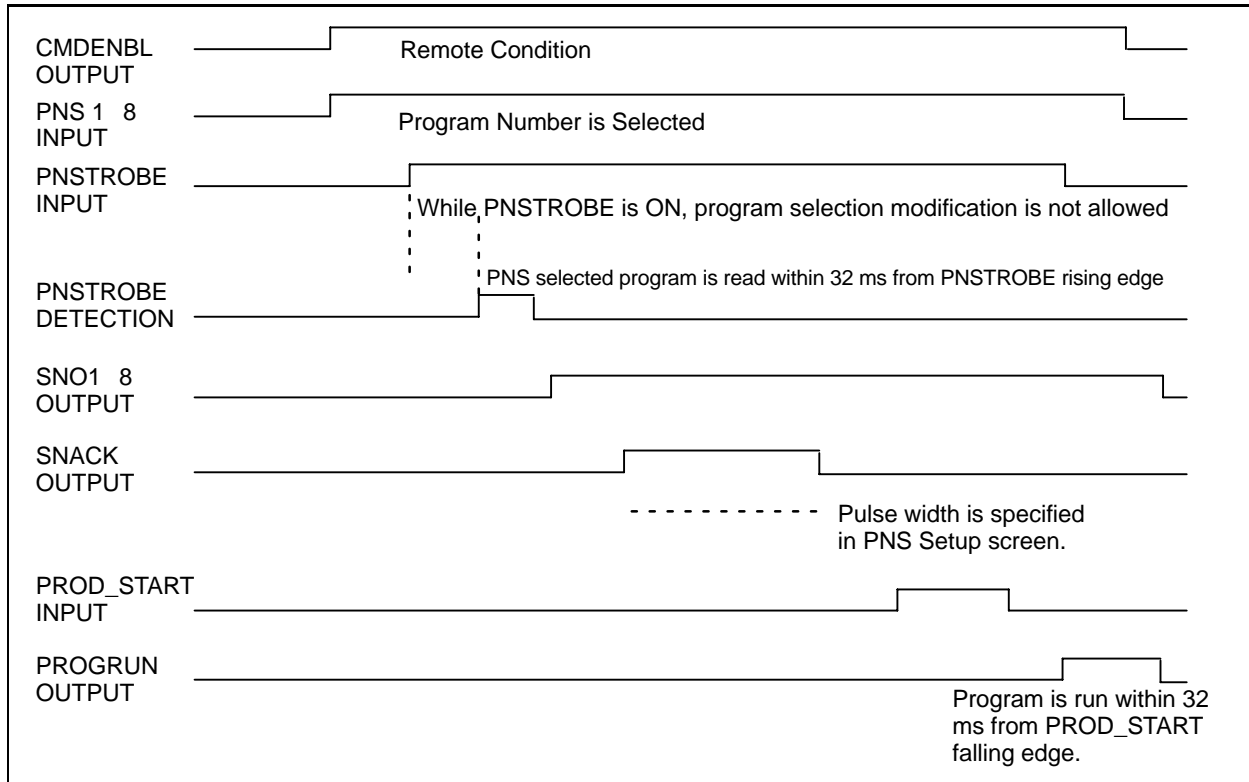 CMDENBL
OUTPUT
Remote Condition
PNS 1 8
INPUT
Program Number is Selected
PNSTROBE
INPUT
While PNSTROBE is ON, program selection modification is not allowed
PNS selected program is read within 32 ms from PNSTROBE rising edge
PNSTROBE
DETECTION
SNO1 8
OUTPUT
SNACK
OUTPUT
Pulse width is specified
in PNS Setup screen.
PROD_START
INPUT
PROGRUN
OUTPUT
Program is run within 32
ms from PROD_START
falling edge.